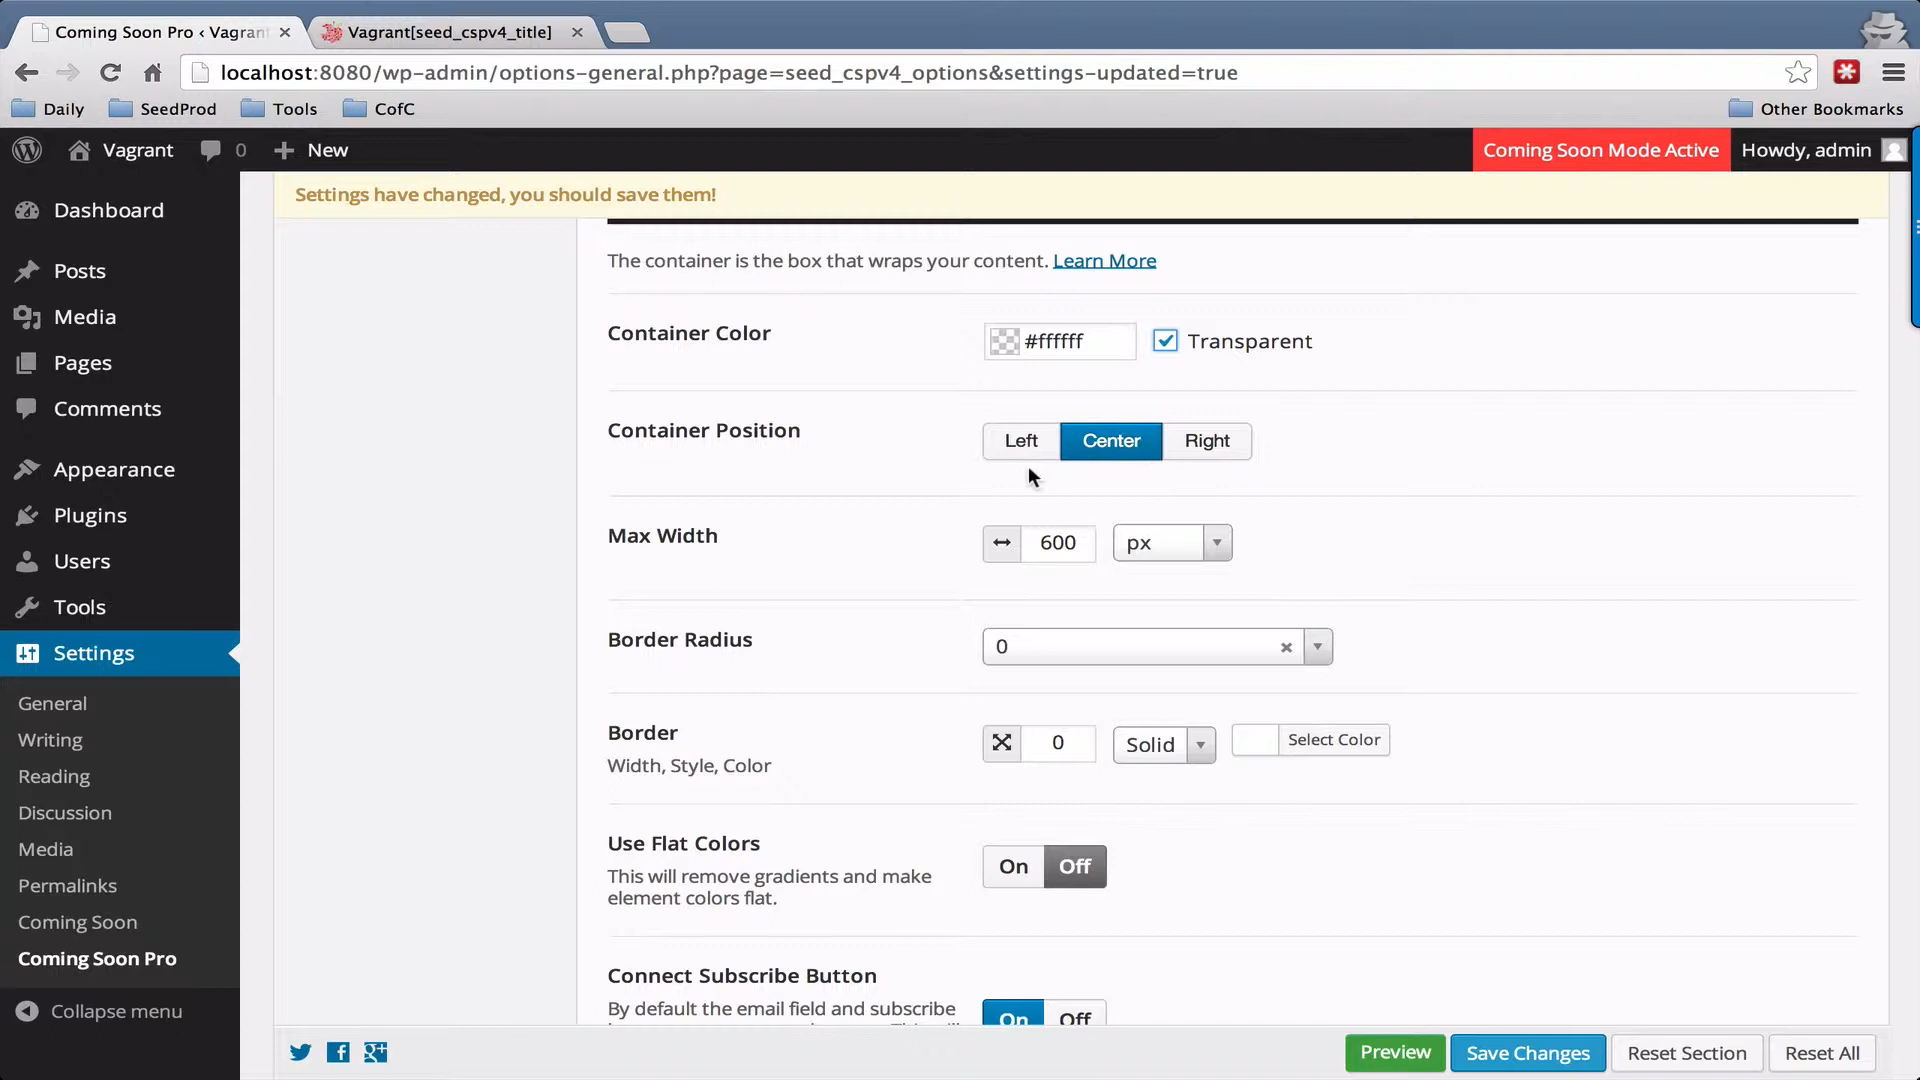 Coming Soon Pro ‹ Vagrant
Vagrant[seed_cspv4_title]
localhost:8080/wp-admin/options-general.php?page=seed_cspv4_options&settings-updated=true
Daily
SeedProd
Tools
CofC
Other Bookmarks
Vagrant
0
New
Coming Soon Mode Active
Howdy, admin
Settings have changed, you should save them!
Dashboard
Posts
Media
Pages
Comments
Appearance
Plugins
Users
Tools
Settings
General
Writing
Reading
Discussion
Media
Permalinks
Coming Soon
Coming Soon Pro
Collapse menu
The container is the box that wraps your content. Learn More
Container Color
#ffffff
Transparent
Container Position
Left
Center
Right
Max Width
600
px
Border Radius
0
Border
Width, Style, Color
0
Solid
Select Color
Use Flat Colors
This will remove gradients and make
element colors flat.
On
Off
Connect Subscribe Button
By default the email field and subscribe
On
Off
Preview
Save Changes
Reset Section
Reset All